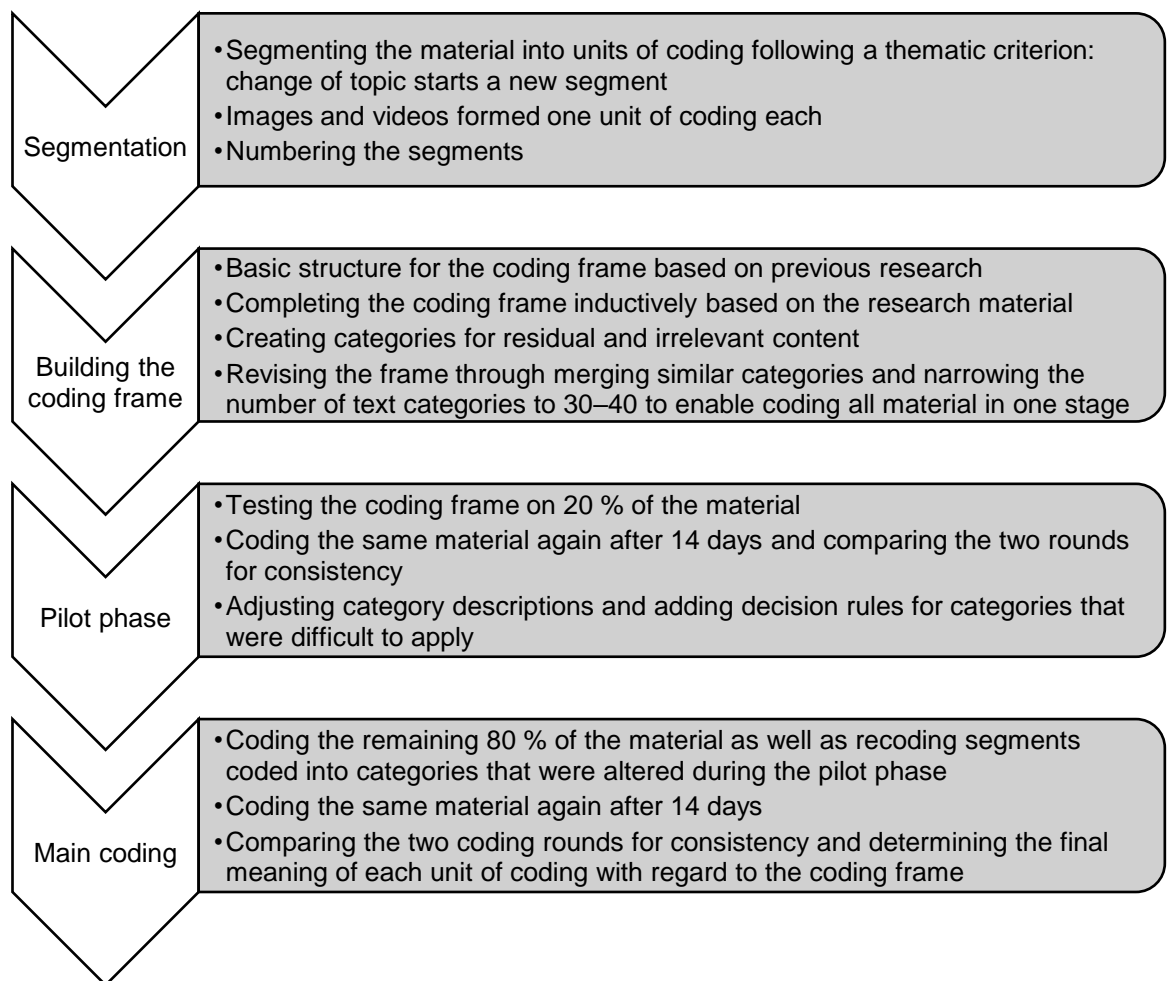 Segmentation
•Segmenting the material into units of coding following a thematic criterion:
change of topic starts a new segment
•Images and videos formed one unit of coding each
•Numbering the segments
Building the
coding frame
•Basic structure for the coding frame based on previous research
•Completing the coding frame inductively based on the research material
•Creating categories for residual and irrelevant content
•Revising the frame through merging similar categories and narrowing the
number of text categories to 30–40 to enable coding all material in one stage
Pilot phase
•Testing the coding frame on 20 % of the material
•Coding the same material again after 14 days and comparing the two rounds
for consistency
•Adjusting category descriptions and adding decision rules for categories that
were difficult to apply
Main coding
•Coding the remaining 80 % of the material as well as recoding segments
coded into categories that were altered during the pilot phase
•Coding the same material again after 14 days
•Comparing the two coding rounds for consistency and determining the final
meaning of each unit of coding with regard to the coding frame